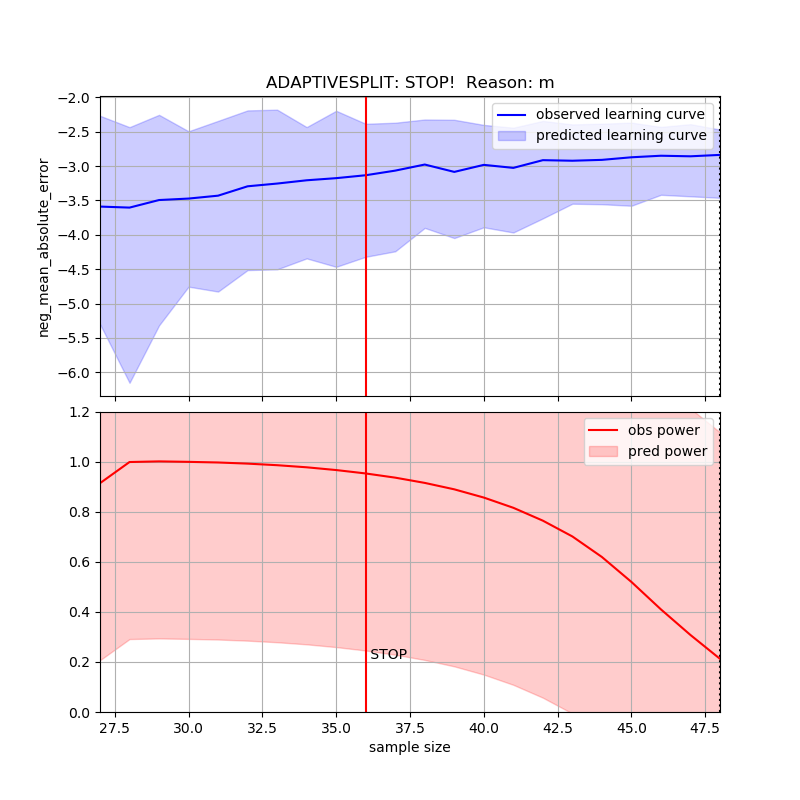 ADAPTIVESPLIT: STOP!  Reason: m
−2.0
−2.5
−3.0
−3.5
−4.0
−4.5
−5.0
−5.5
−6.0
neg_mean_absolute_error
observed learning curve
predicted learning curve
1.2
1.0
0.8
0.6
0.4
0.2
0.0
obs power
pred power
STOP
27.5 30.0 32.5 35.0 37.5 40.0 42.5 45.0 47.5
sample size